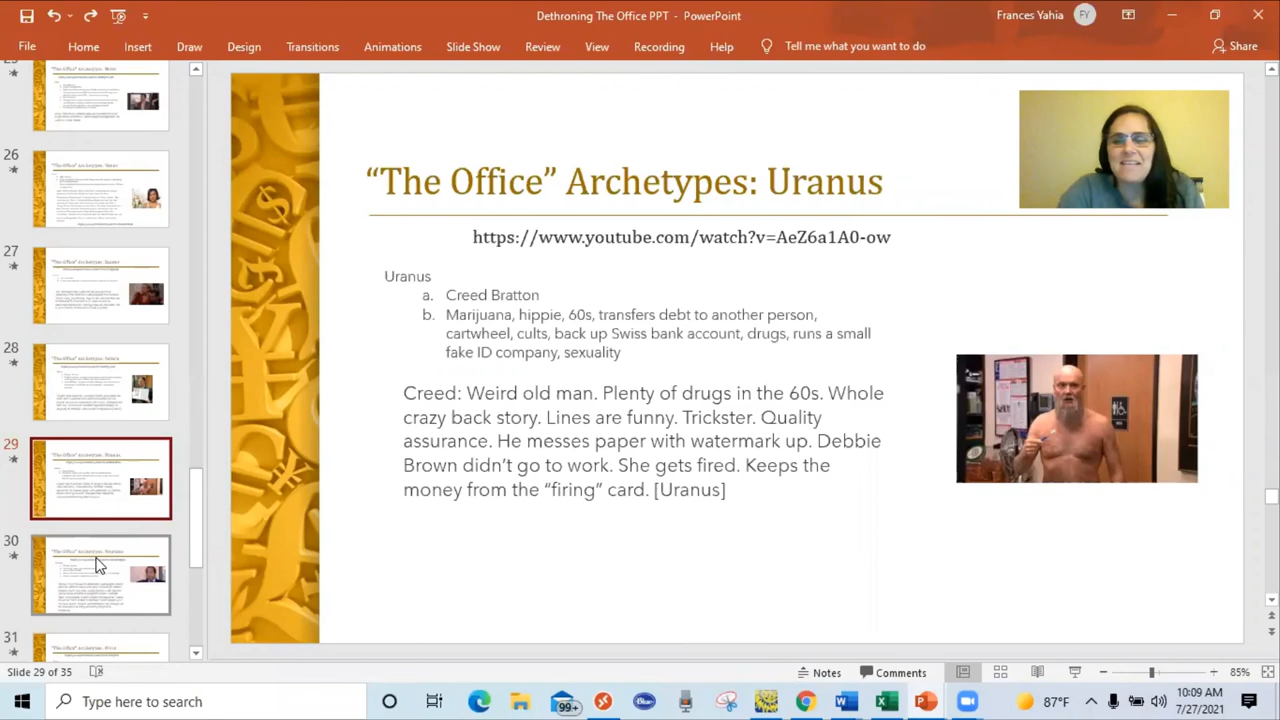 Dethroning The Office PPT - PowerPoint
Frances Yahia
FY
File
Home
Insert
Draw
Design
Transitions
Animations
Slide Show
Review
View
Recording
Help
Tell me what you want to do
Share
26
27
28
29
30
31
"The Office" Archetypes: Uranus
https://www.youtube.com/watch?v=AeZ6a1A0-ow
Uranus
a. Creed Bratton
b. Marijuana, hippie, 60s, transfers debt to another person,
cartwheel, cults, back up Swiss bank account, drugs, runs a small
fake ID company, sexuality
Creed: Weird old man. Plenty of drugs in the 60s. Whole
crazy back story. Lines are funny. Trickster. Quality
assurance. He messes paper with watermark up. Debbie
Brown didn't go to work. She gets fired. Keeps the
money from the "firing" card. [Uranus]
Slide 29 of 35
Notes
Comments
85%
Type here to search
99+
87°F
10:09 AM
7/27/2021